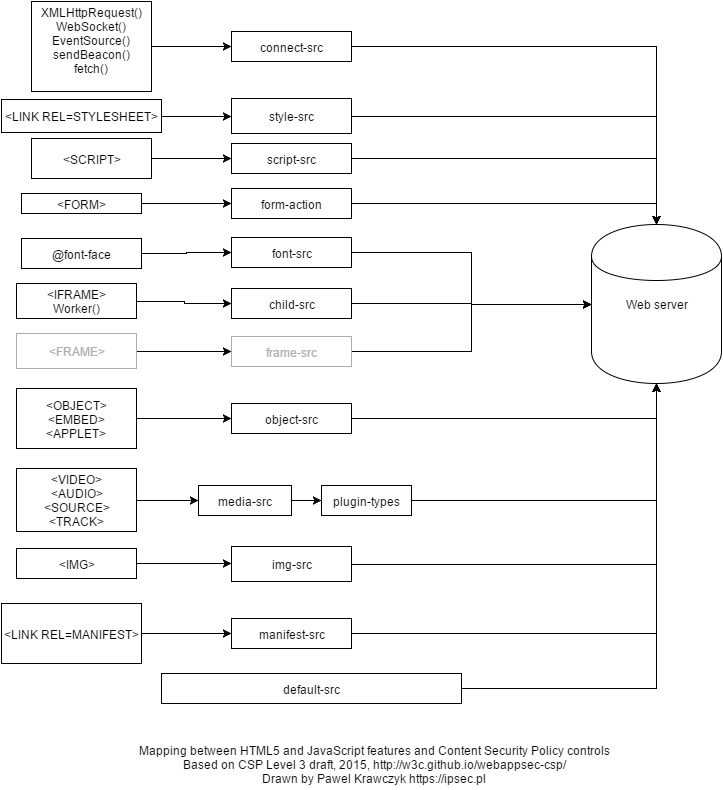 XMLHttpRequest()
WebSocket()
EventSource()
sendBeacon()
fetch()
connect-src
<LINK REL=STYLESHEET>
style-src
<SCRIPT>
script-src
<FORM>
form-action
@font-face
font-src
<IFRAME>
Worker()
child-src
Web server
<FRAME>
frame-src
<OBJECT>
<EMBED>
<APPLET>
object-src
<VIDEO>
<AUDIO>
<SOURCE>
<TRACK>
media-src
plugin-types
<IMG>
img-src
<LINK REL=MANIFEST>
manifest-src
default-src
Mapping between HTML5 and JavaScript features and Content Security Policy controls
Based on CSP Level 3 draft, 2015, http://w3c.github.io/webappsec-csp/
Drawn by Pawel Krawczyk https://ipsec.pl